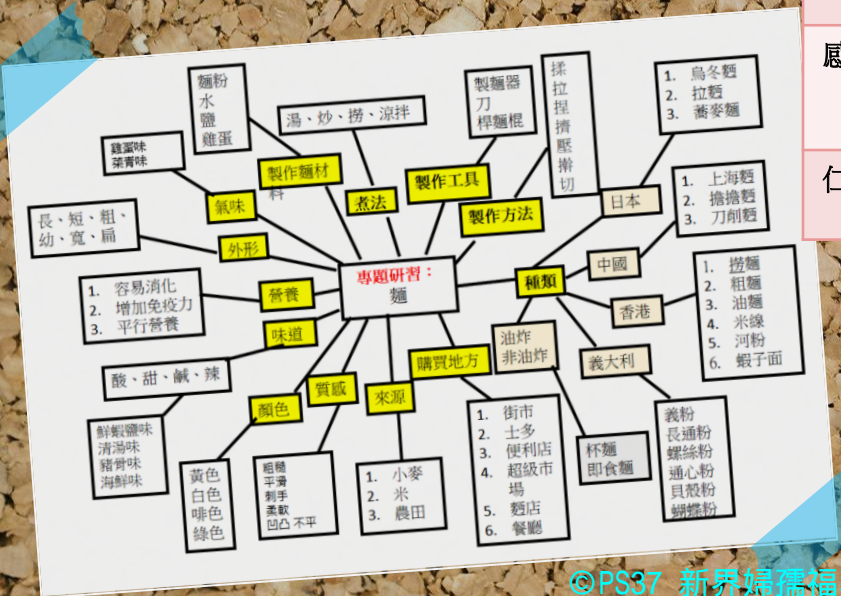 感
仁
麵粉
水
鹽
雞蛋
湯、炒、撈、涼拌
製麵器
刀
桿麵棍
揉
拉
捏
擠
壓
擀
切
1. 烏冬麵
2. 拉麵
3. 蕎麥麵
雞蛋味
菜青味
製作麵材料
煮法
製作工具
製作方法
日本
1. 上海麵
2. 擔擔麵
3. 刀削麵
氣味
長、短、粗、
幼、寬、扁
外形
專題研習：
麵
種類
中國
1. 容易消化
2. 增加免疫力
3. 平行營養
營養
香港
1. 撈麵
2. 粗麵
3. 油麵
4. 米線
5. 河粉
6. 蝦子面
味道
購買地方
油炸
非油炸
義大利
酸、甜、鹹、辣
顏色
質感
來源
鮮蝦鹽味
清湯味
豬骨味
海鮮味
黃色
白色
啡色
綠色
粗糙
平滑
刺手
柔軟
凹凸 不平
1. 小麥
2. 米
3. 農田
1. 街市
2. 士多
3. 便利店
4. 超級市
場
5. 麵店
6. 餐廳
杯麵
即食麵
義粉
長通粉
螺絲粉
通心粉
貝殼粉
蝴蝶粉
©PS37 新界婦孺福